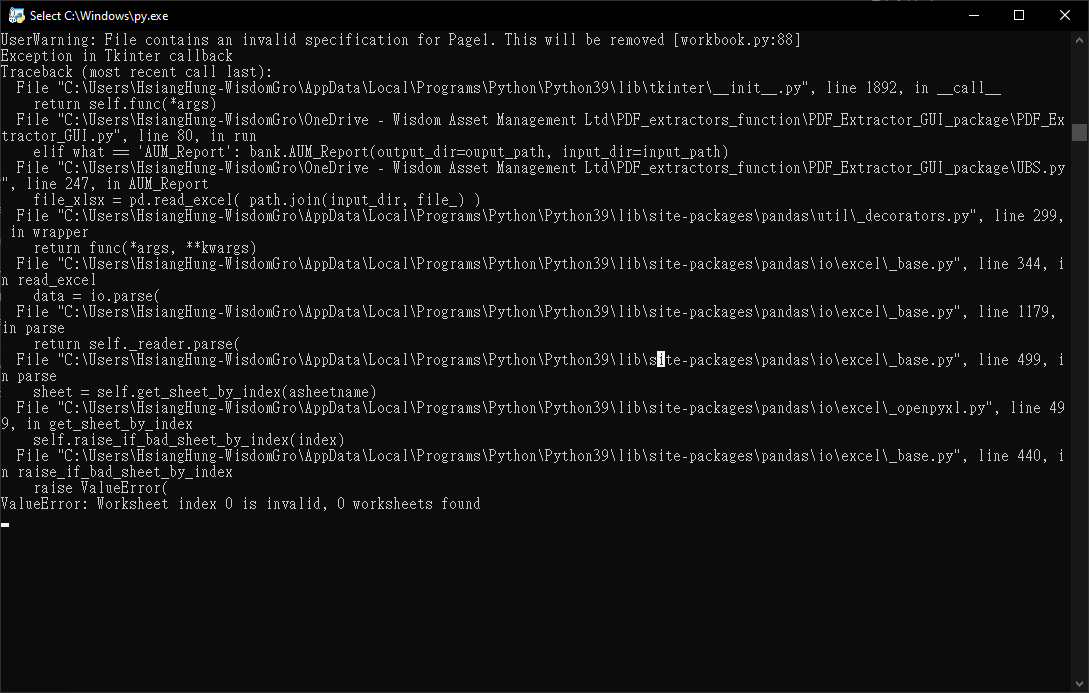 Select C:\Windows\py.exe
UserWarning: File contains an invalid specification for Page1. This will be removed [workbook.py:88]
Exception in Tkinter callback
Traceback (most recent call last):
  File "C:\Users\HsiangHung-WisdomGro\AppData\Local\Programs\Python\Python39\lib\tkinter\__init__.py", line 1892, in __call__
    return self.func(*args)
  File "C:\Users\HsiangHung-WisdomGro\OneDrive - Wisdom Asset Management Ltd\PDF_extractors_function\PDF_Extractor_GUI_package\PDF_Ex
tractor_GUI.py", line 80, in run
    elif what == 'AUM_Report': bank.AUM_Report(output_dir=ouput_path, input_dir=input_path)
  File "C:\Users\HsiangHung-WisdomGro\OneDrive - Wisdom Asset Management Ltd\PDF_extractors_function\PDF_Extractor_GUI_package\UBS.py
", line 247, in AUM_Report
    file_xlsx = pd.read_excel( path.join(input_dir, file_) )
  File "C:\Users\HsiangHung-WisdomGro\AppData\Local\Programs\Python\Python39\lib\site-packages\pandas\util\_decorators.py", line 299,
 in wrapper
    return func(*args, **kwargs)
  File "C:\Users\HsiangHung-WisdomGro\AppData\Local\Programs\Python\Python39\lib\site-packages\pandas\io\excel\_base.py", line 344, i
n read_excel
    data = io.parse(
  File "C:\Users\HsiangHung-WisdomGro\AppData\Local\Programs\Python\Python39\lib\site-packages\pandas\io\excel\_base.py", line 1179,
in parse
    return self._reader.parse(
  File "C:\Users\HsiangHung-WisdomGro\AppData\Local\Programs\Python\Python39\lib\site-packages\pandas\io\excel\_base.py", line 499, i
n parse
    sheet = self.get_sheet_by_index(asheetname)
  File "C:\Users\HsiangHung-WisdomGro\AppData\Local\Programs\Python\Python39\lib\site-packages\pandas\io\excel\_openpyxl.py", line 49
9, in get_sheet_by_index
    self.raise_if_bad_sheet_by_index(index)
  File "C:\Users\HsiangHung-WisdomGro\AppData\Local\Programs\Python\Python39\lib\site-packages\pandas\io\excel\_base.py", line 440, i
n raise_if_bad_sheet_by_index
    raise ValueError(
ValueError: Worksheet index 0 is invalid, 0 worksheets found